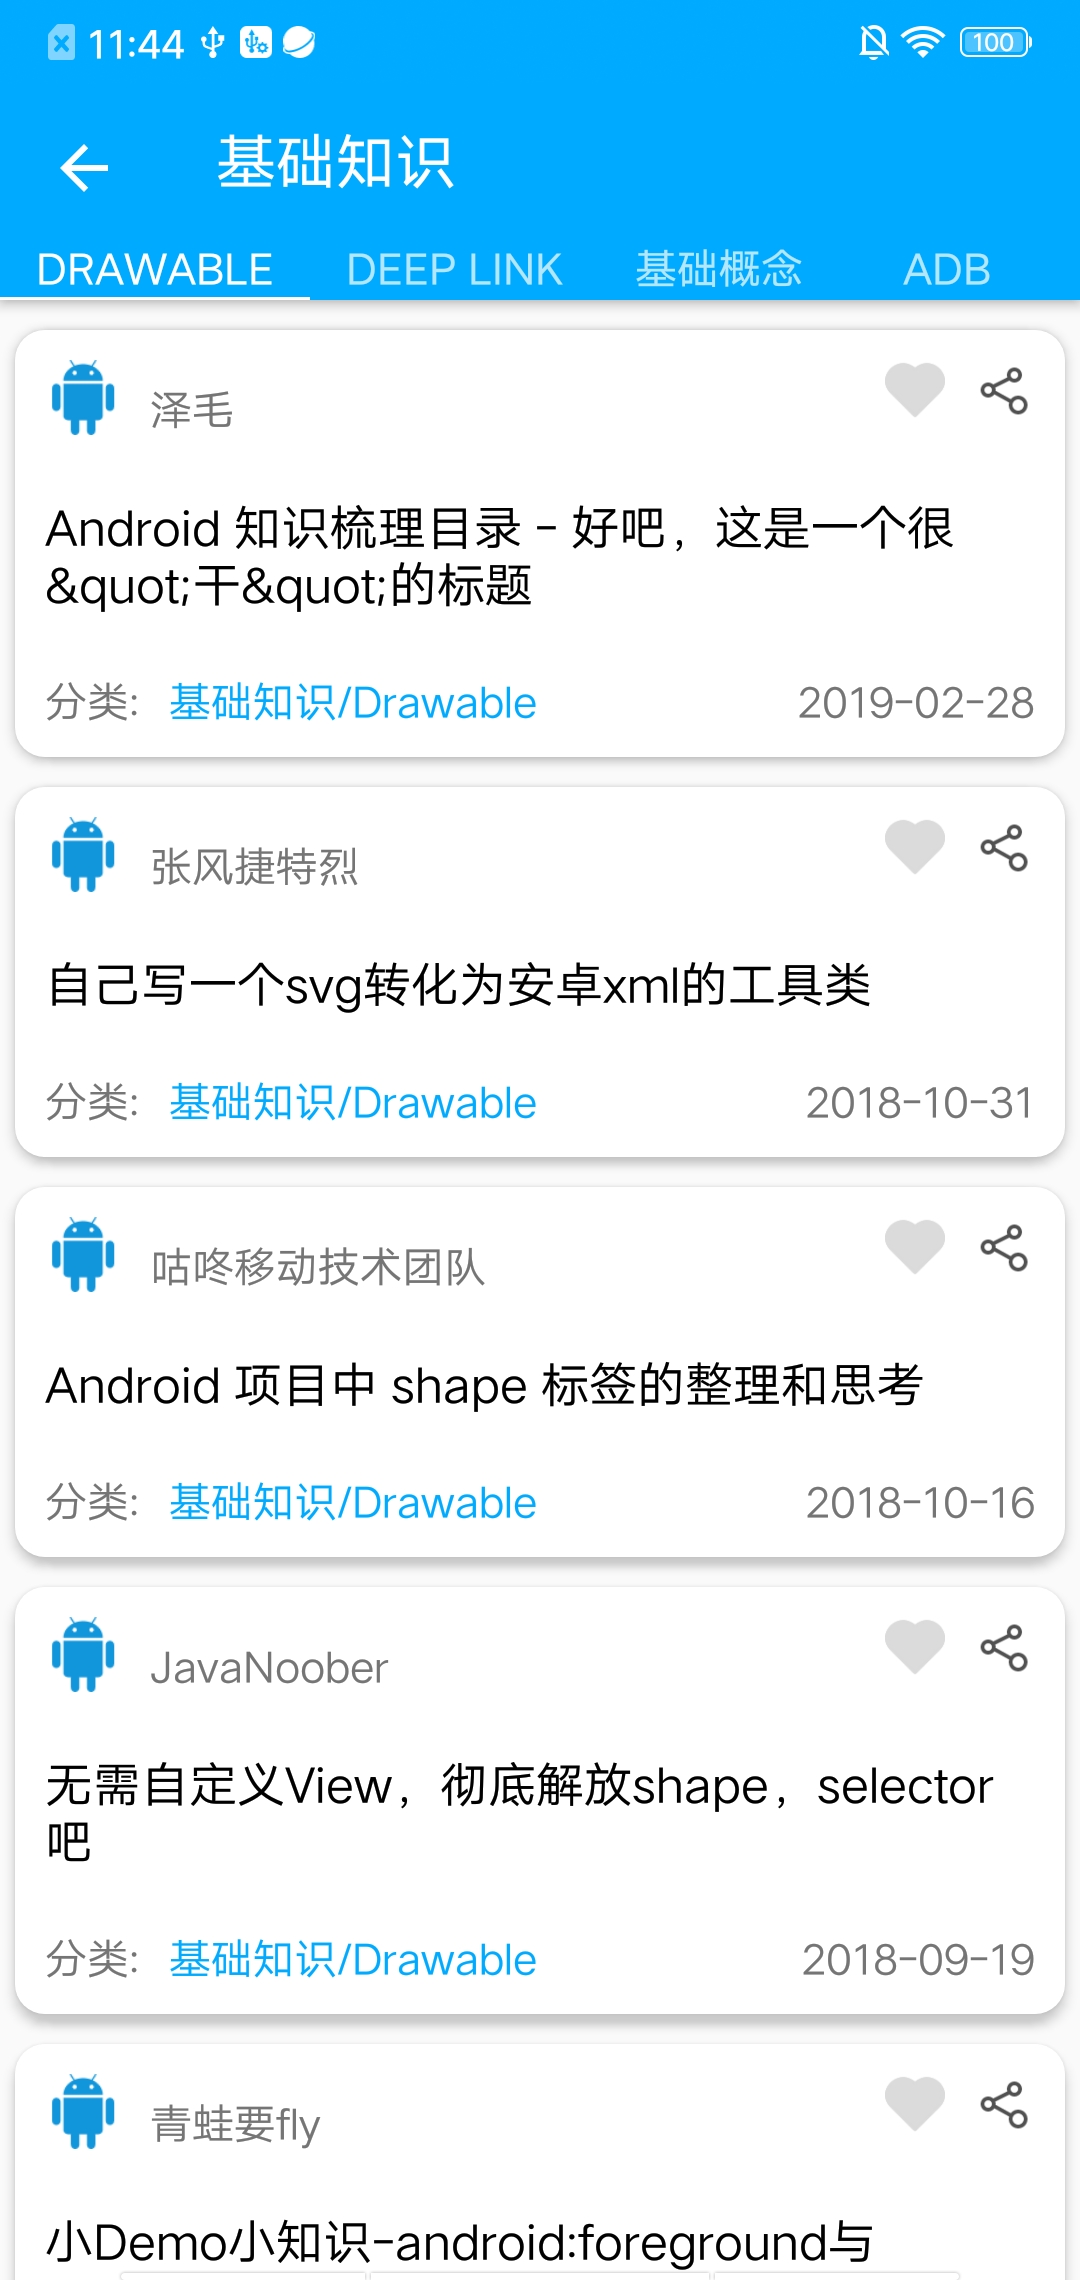 11:44
100
基础知识
DRAWABLE DEEP LINK 基础概念 ADB
泽毛
Android 知识梳理目录 - 好吧，这是一个很
&quot;干&quot;的标题
分类: 基础知识/Drawable 2019-02-28
张风捷特烈
自己写一个svg转化为安卓xml的工具类
分类: 基础知识/Drawable 2018-10-31
咕咚移动技术团队
Android 项目中 shape 标签的整理和思考
分类: 基础知识/Drawable 2018-10-16
JavaNoober
无需自定义View，彻底解放shape，selector
吧
分类: 基础知识/Drawable 2018-09-19
青蛙要fly
小Demo小知识-android:foreground与